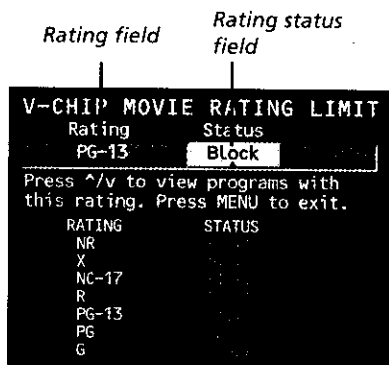 Rating field
Rating status field
V-CHIP MOVIE RATING LIMIT
Rating Status
PG-13 Block
Press ^/v to view programs with
this rating. Press MENU to exit.
RATING STATUS
NR
X
NC-17
R
PG-13
PG
G